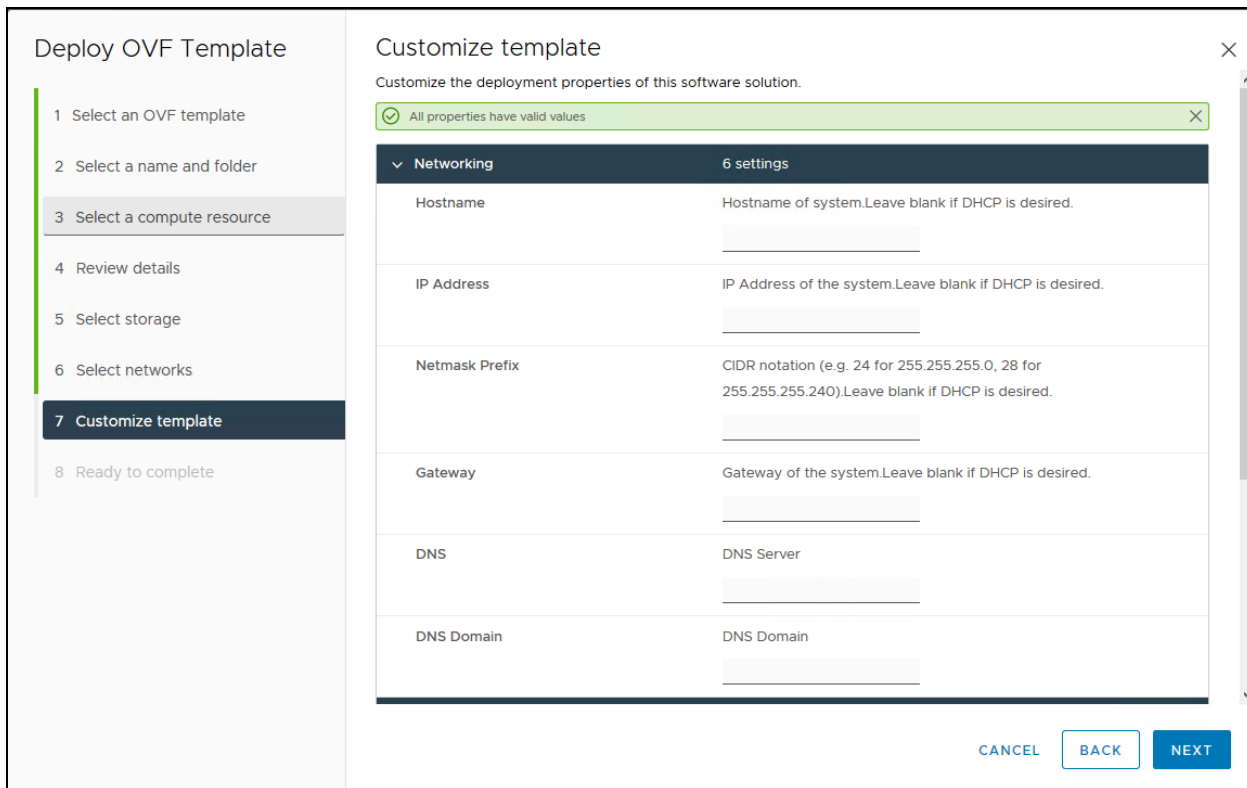 Deploy OVF Template
1 Select an OVF template
2 Select a name and folder
3 Select a compute resource
4 Review details
5 Select storage
6 Select networks
7 Customize template
8 Ready to complete
Customize template
Customize the deployment properties of this software solution.
All properties have valid values
Networking 6 settings
Hostname Hostname of system.Leave blank if DHCP is desired.
IP Address IP Address of the system.Leave blank if DHCP is desired.
Netmask Prefix CIDR notation (e.g. 24 for 255.255.255.0, 28 for
255.255.255.240).Leave blank if DHCP is desired.
Gateway Gateway of the system.Leave blank if DHCP is desired.
DNS DNS Server
DNS Domain DNS Domain
CANCEL BACK NEXT